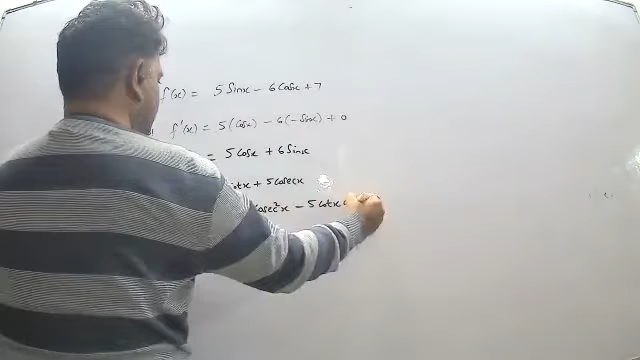 f(x) = 5 Sinx - 6 Cosx + 7
f'(x) = 5 (Cosx) - 6 (-Sinx) + 0
= 5 Cosx + 6 Sinx
+ 5 Cosecx
Cosec²x - 5 Cotx